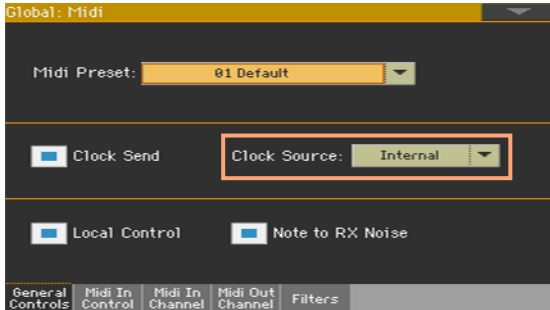 Global: Midi
Midi Preset: 01 Default
Clock Send Clock Source: Internal
Local Control Note to RX Noise
General Controls Midi In Control Midi In Channel Midi Out Channel Filters